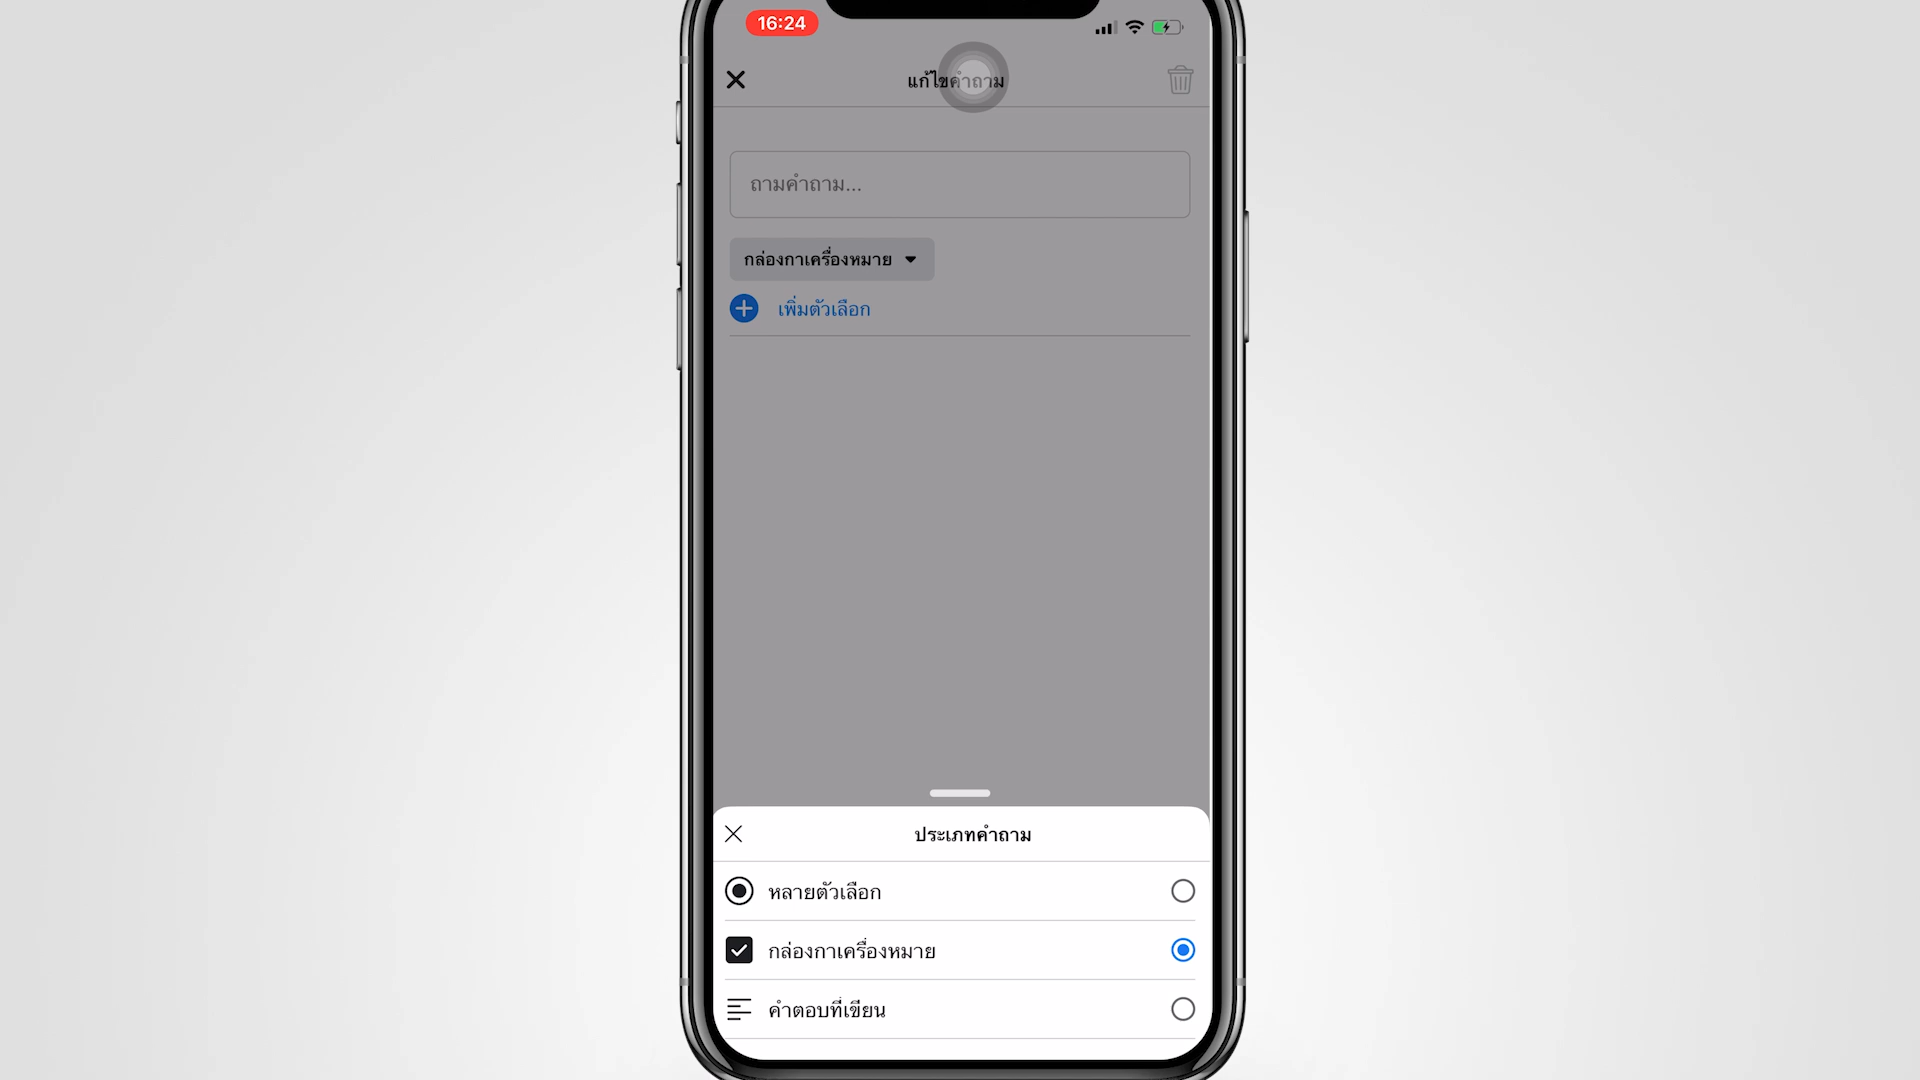 16:24
แก้ไขคำถาม
ถามคำถาม...
กล่องกาเครื่องหมาย
เพิ่มตัวเลือก
ประเภทคำถาม
หลายตัวเลือก
กล่องกาเครื่องหมาย
คำตอบที่เขียน